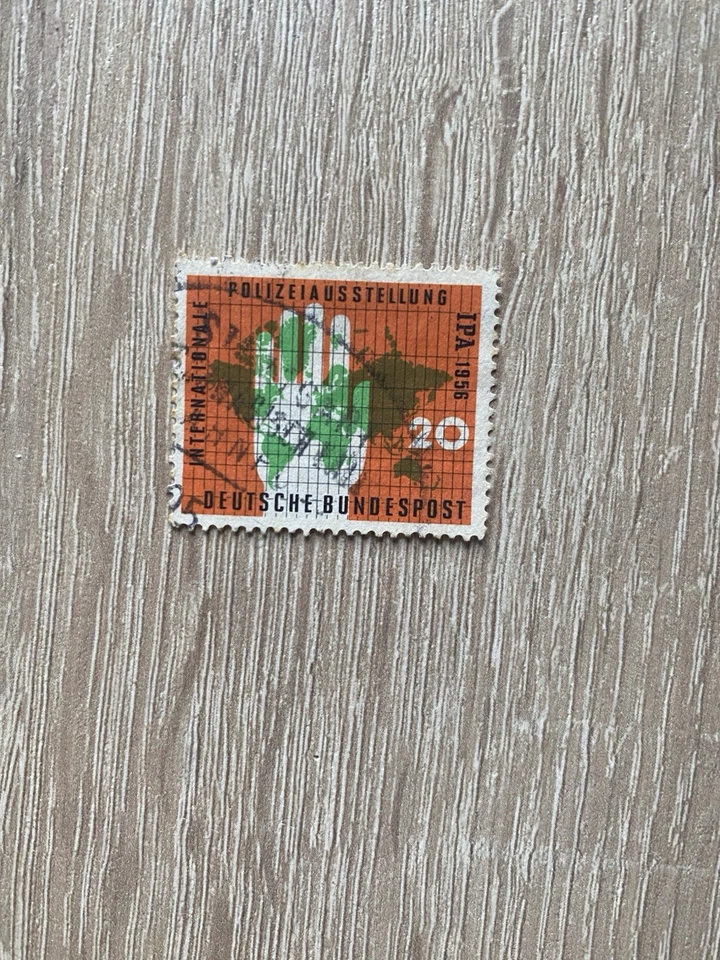 INTERNATIONALE
POLIZEIAUSSTELLUNG
IPA 1956
20
DEUTSCHE BUNDESPOST